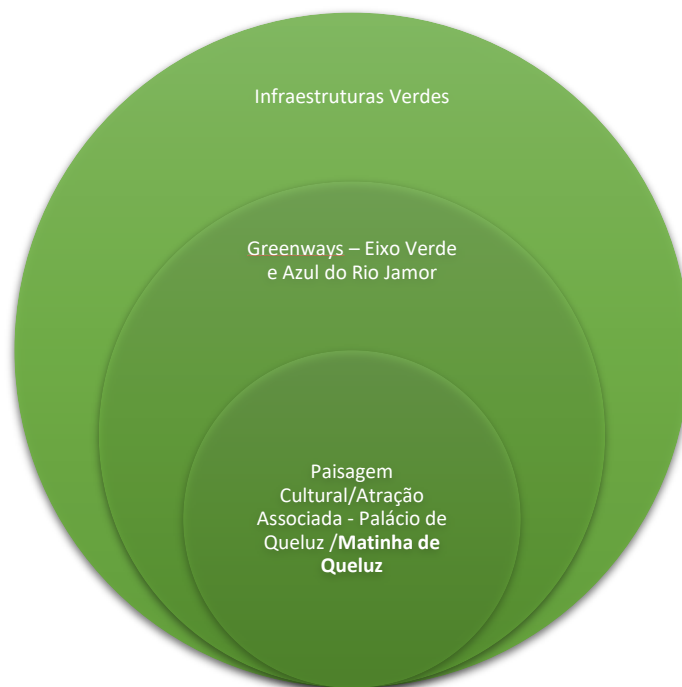 Infraestruturas Verdes
Greenways – Eixo Verde
e Azul do Rio Jamor
Paisagem
Cultural/Atração
Associada - Palácio de
Queluz /Matinha de
Queluz